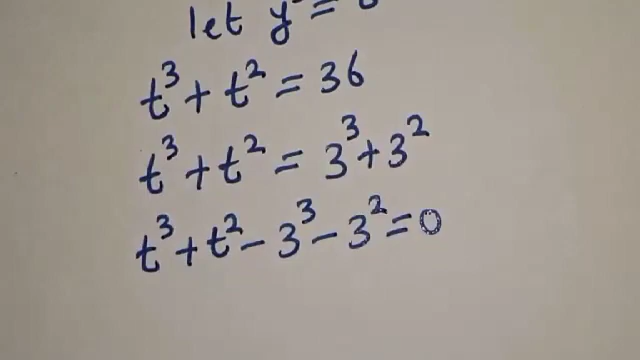 let y =
t³ + t² = 36
t³ + t² = 3³ + 3²
t³ + t² - 3³ - 3² = 0